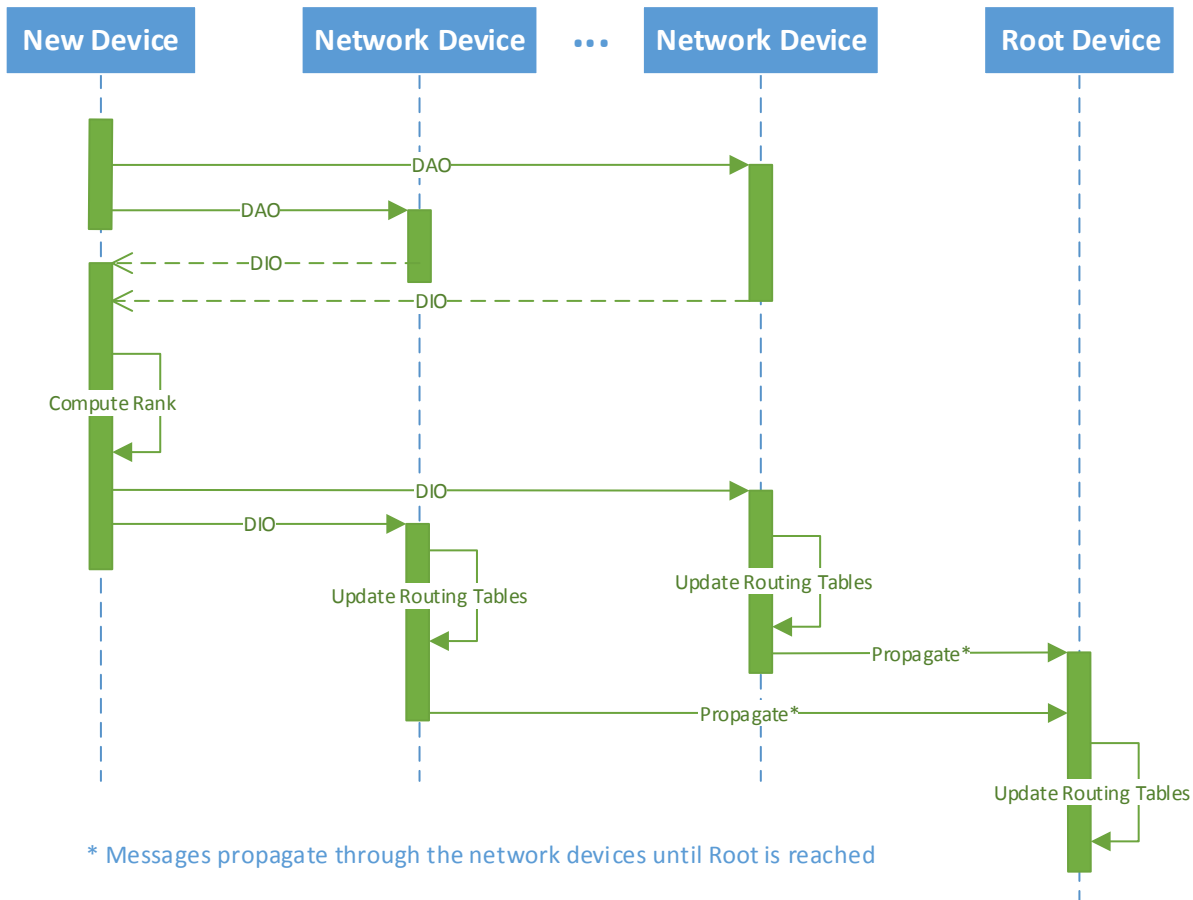 New Device
Network Device
...
Network Device
Root Device
DAO
DAO
DIO
DIO
Compute Rank
DIO
DIO
Update Routing Tables
Update Routing Tables
Propagate*
Propagate*
Update Routing Tables
* Messages propagate through the network devices until Root is reached